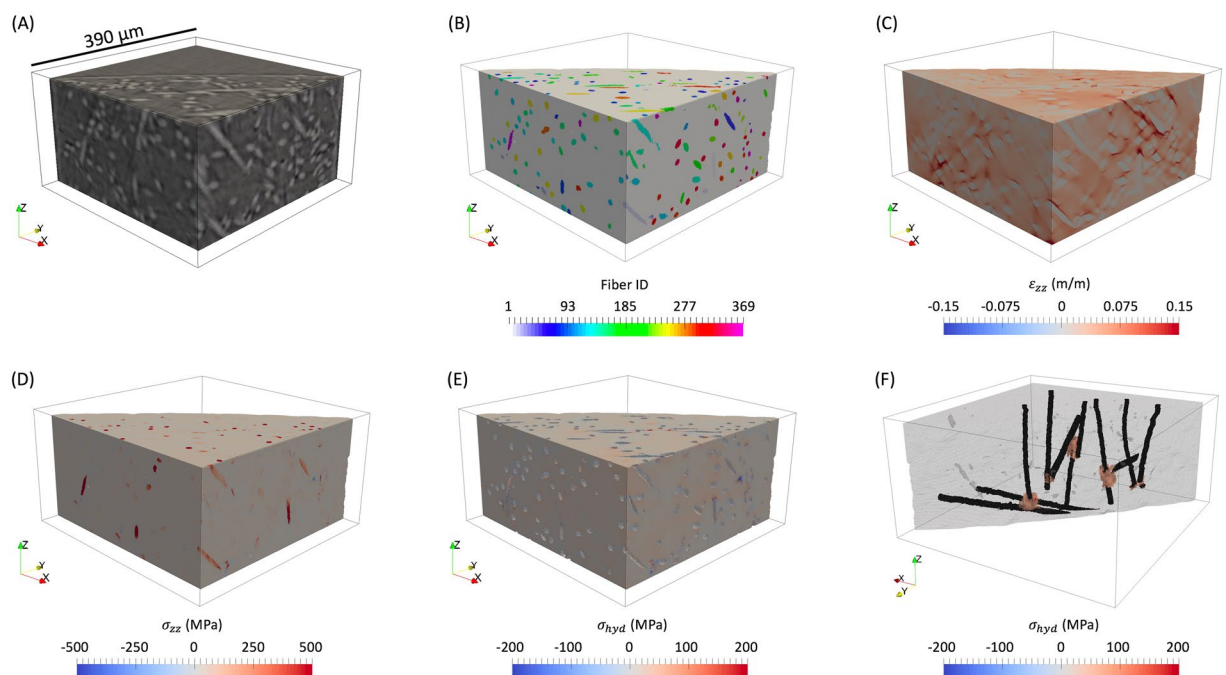 (A)
390 μm
Z
Y
X
(B)
Z
Y
X
Fiber ID
1 93 185 277 369
(C)
Z
Y
X
εzz (m/m)
-0.15 -0.075 0 0.075 0.15
(D)
Z
Y
X
σzz (MPa)
-500 -250 0 250 500
(E)
Z
Y
X
σhyd (MPa)
-200 -100 0 100 200
(F)
Z
X
Y
σhyd (MPa)
-200 -100 0 100 200